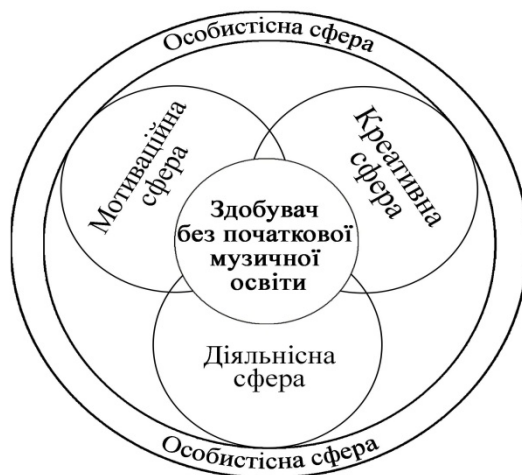 Особистісна сфера
Мотиваційна
сфера
Креативна
сфера
Здобувач
без початкової
музичної
освіти
Діяльнісна
сфера
Особистісна сфера